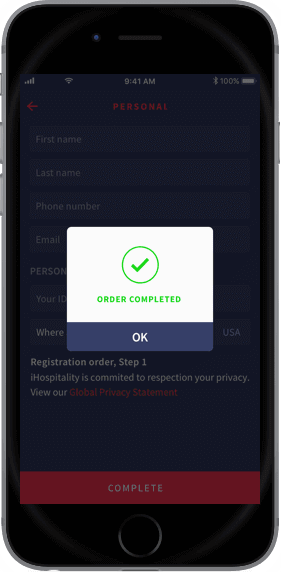 9:41 AM 100%
PERSONAL
First name
Last name
Phone number
Email
ORDER COMPLETED
PERSON
Your ID
OK
Where USA
Registration order, Step 1
iHospitality is commited to respection your privacy.
View our Global Privacy Statement
COMPLETE